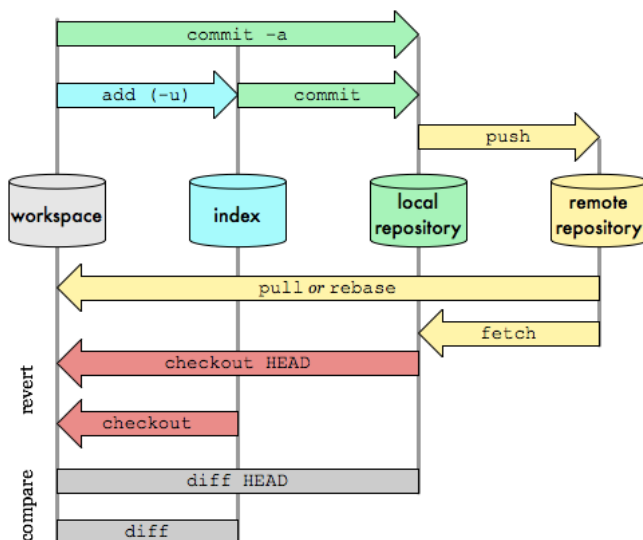 commit -a
add (-u)
commit
push
workspace
index
local
repository
remote
repository
pull or rebase
fetch
revert
checkout HEAD
checkout
compare
diff HEAD
diff